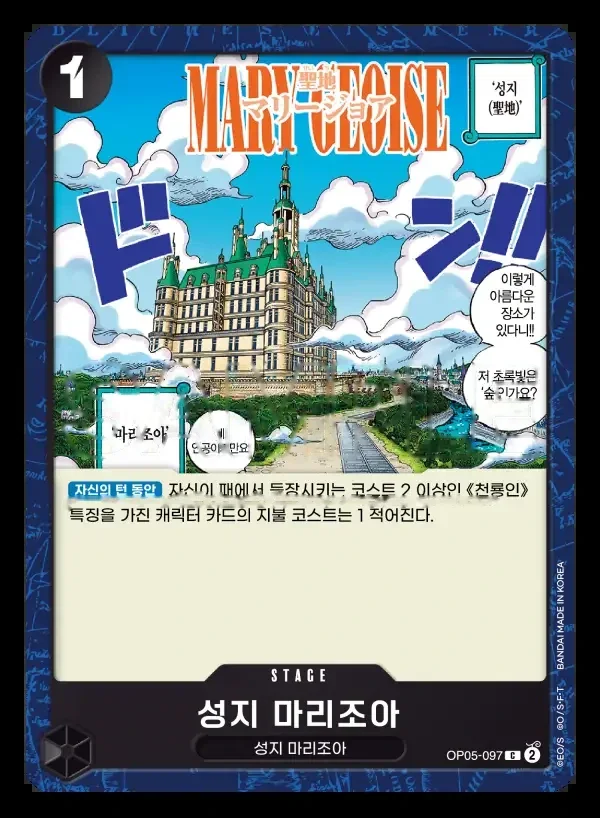 1
MARY GEOISE
聖地
マリージョア
'성지
(聖地)'
ドン!!
이렇게
아름다운
장소가
있다니!!
저 초록빛은
'숲'인가요?
'마리조아'
자신의 턴 동안 자신이 패에서 등장시키는 코스트 2 이상인 《천룡인》
특징을 가진 캐릭터 카드의 지불 코스트는 1 적어진다.
STAGE
성지 마리조아
성지 마리조아
OP05-097 C 2
©EO/S ©O/S·F·T BANDAI MADE IN KOREA